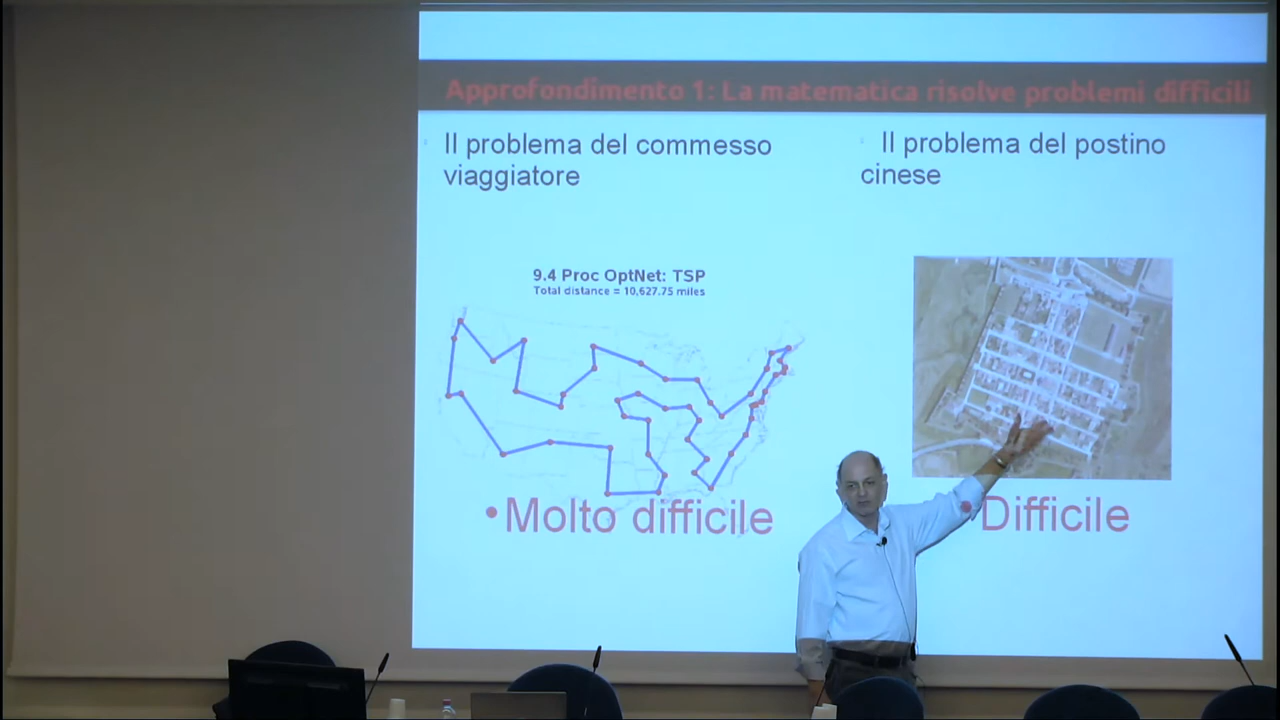 Approfondimento 1: La matematica risolve problemi difficili
Il problema del commesso
viaggiatore
Il problema del postino
cinese
9.4 Proc OptNet: TSP
Total distance = 10,627.75 miles
•Molto difficile
•Difficile